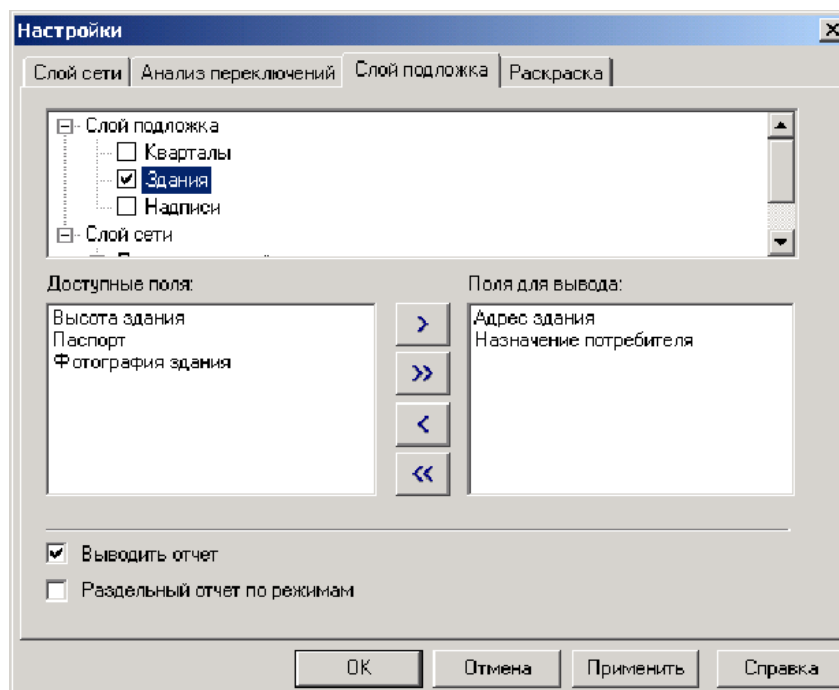 Настройки
Слой сети Анализ переключений Слой подложка Раскраска
Слой подложка
Кварталы
Здания
Надписи
Слой сети
Доступные поля: Поля для вывода:
Высота здания
Паспорт
Фотография здания
>
>>
<
<<
Адрес здания
Назначение потребителя
Выводить отчет
Раздельный отчет по режимам
OK Отмена Применить Справка